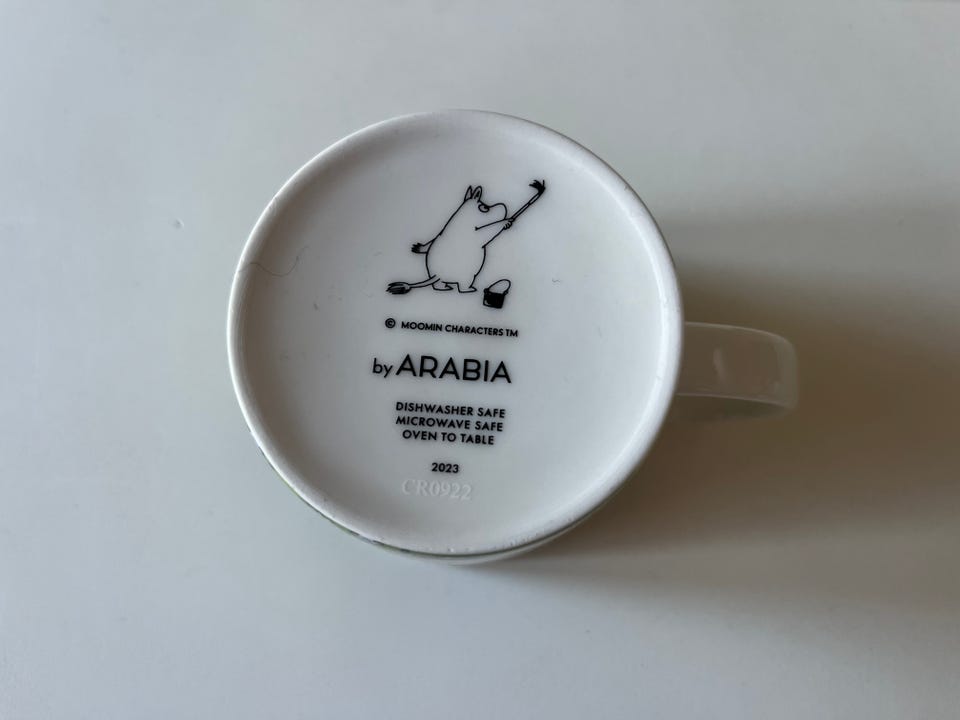 © MOOMIN CHARACTERS TM
by ARABIA
DISHWASHER SAFE
MICROWAVE SAFE
OVEN TO TABLE
2023
CR0922